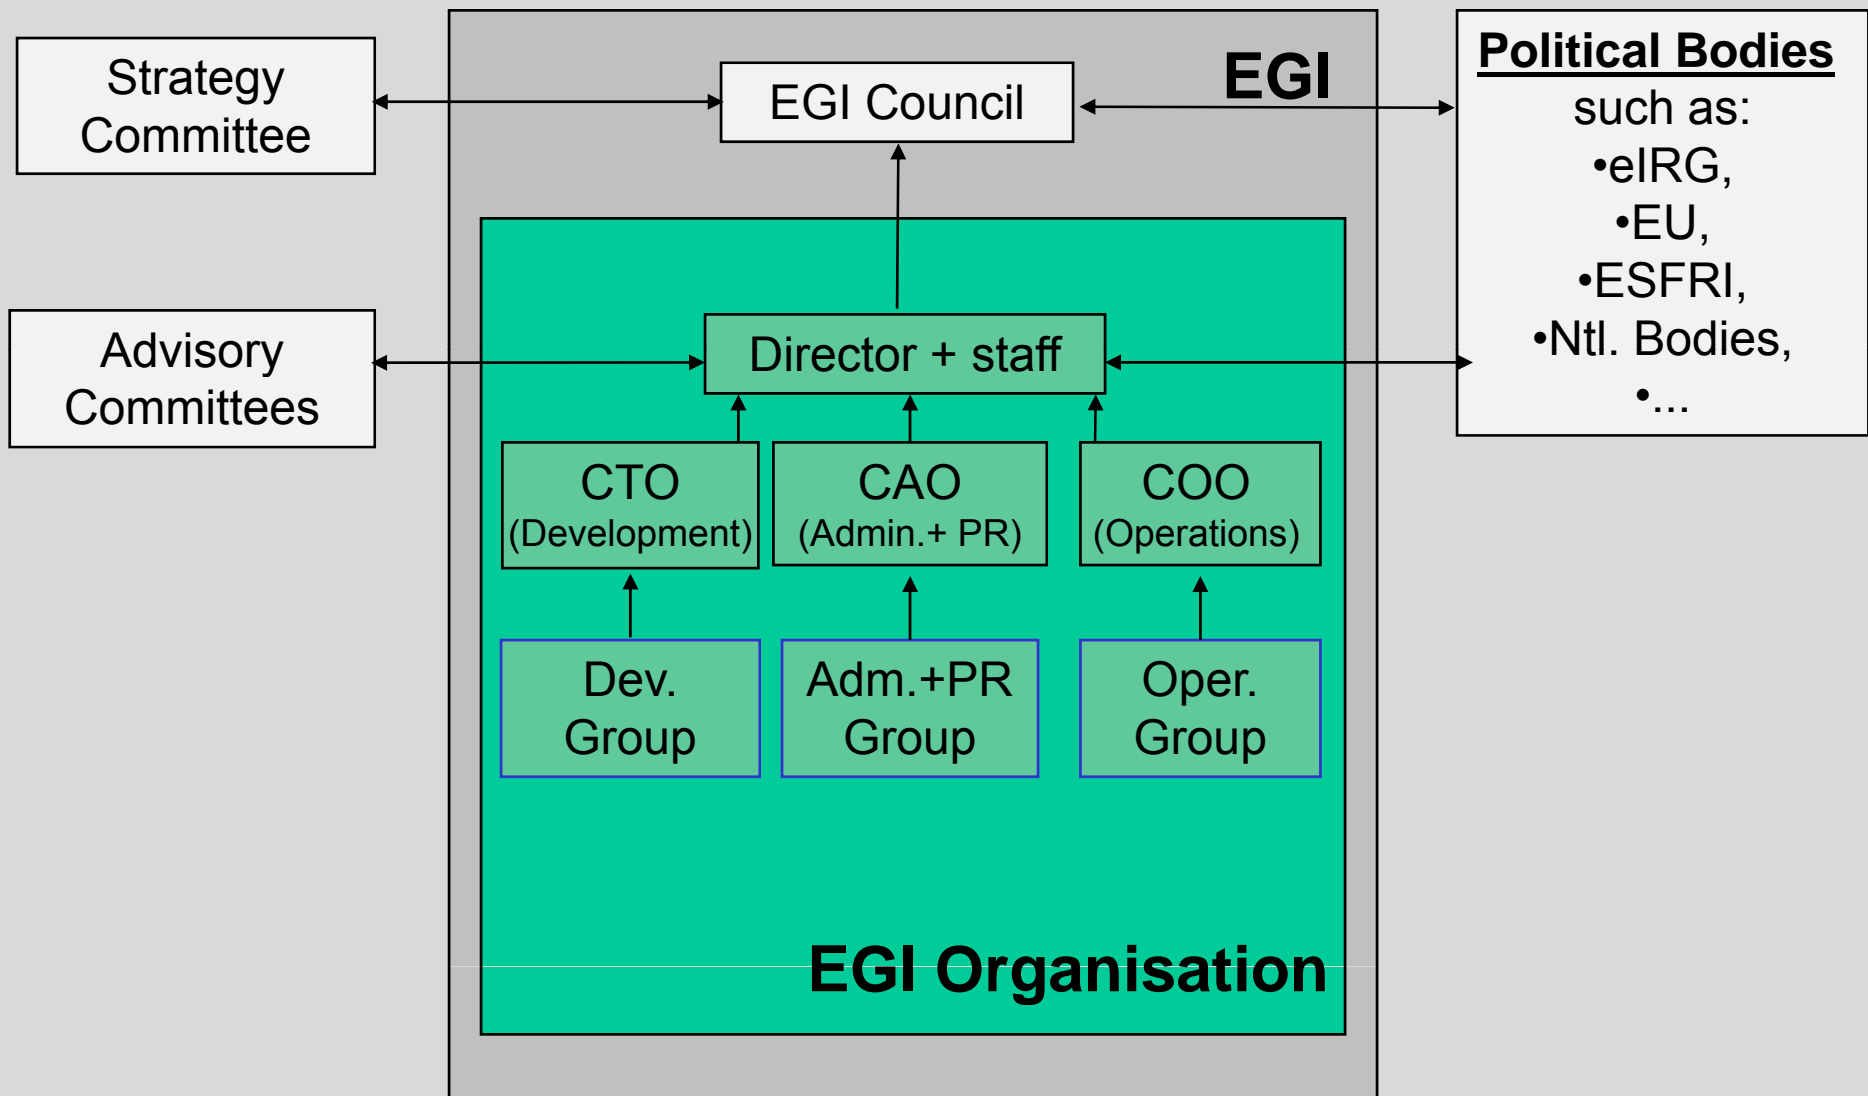 Strategy
Committee
EGI Council
EGI
Political Bodies
such as:
•eIRG,
•EU,
•ESFRI,
•Ntl. Bodies,
•...
Advisory
Committees
Director + staff
CTO
(Development)
CAO
(Admin.+ PR)
COO
(Operations)
Dev.
Group
Adm.+PR
Group
Oper.
Group
EGI Organisation